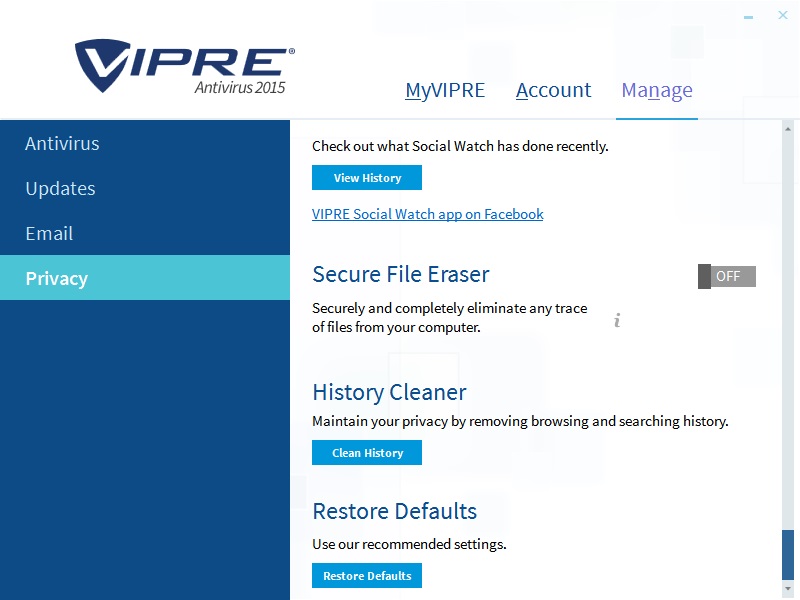 VIPRE®
Antivirus 2015
MyVIPRE Account Manage
Antivirus
Updates
Email
Privacy
Check out what Social Watch has done recently.
View History
VIPRE Social Watch app on Facebook
Secure File Eraser
OFF
Securely and completely eliminate any trace
of files from your computer.
i
History Cleaner
Maintain your privacy by removing browsing and searching history.
Clean History
Restore Defaults
Use our recommended settings.
Restore Defaults